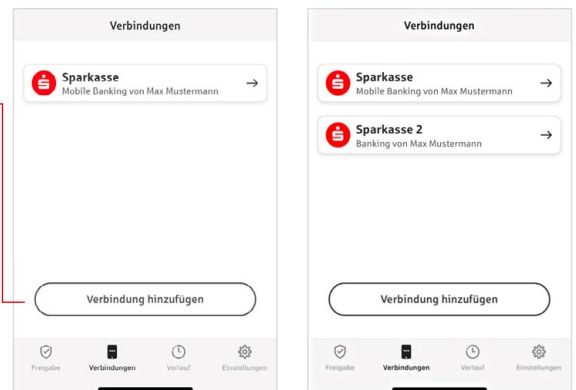 Verbindungen
Sparkasse
Mobile Banking von Max Mustermann
Verbindung hinzufügen
Freigabe Verbindungen Verlauf Einstellungen
Verbindungen
Sparkasse
Mobile Banking von Max Mustermann
Sparkasse 2
Banking von Max Mustermann
Verbindung hinzufügen
Freigabe Verbindungen Verlauf Einstellungen